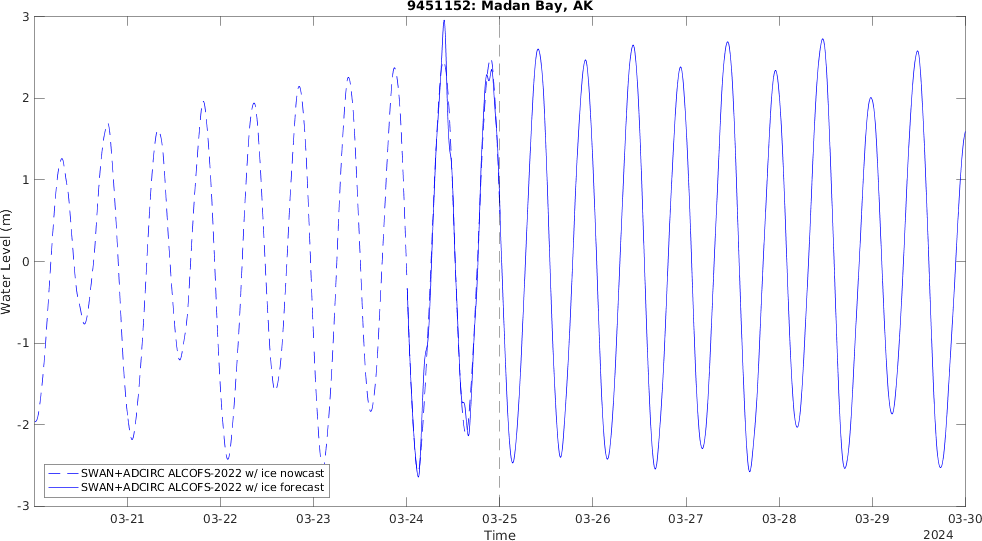 9451152: Madan Bay, AK
3
2
1
0
-1
-2
-3
Water Level (m)
SWAN+ADCIRC ALCOFS-2022 w/ ice nowcast
SWAN+ADCIRC ALCOFS-2022 w/ ice forecast
03-21 03-22 03-23 03-24 03-25 03-26 03-27 03-28 03-29 03-30
Time
2024